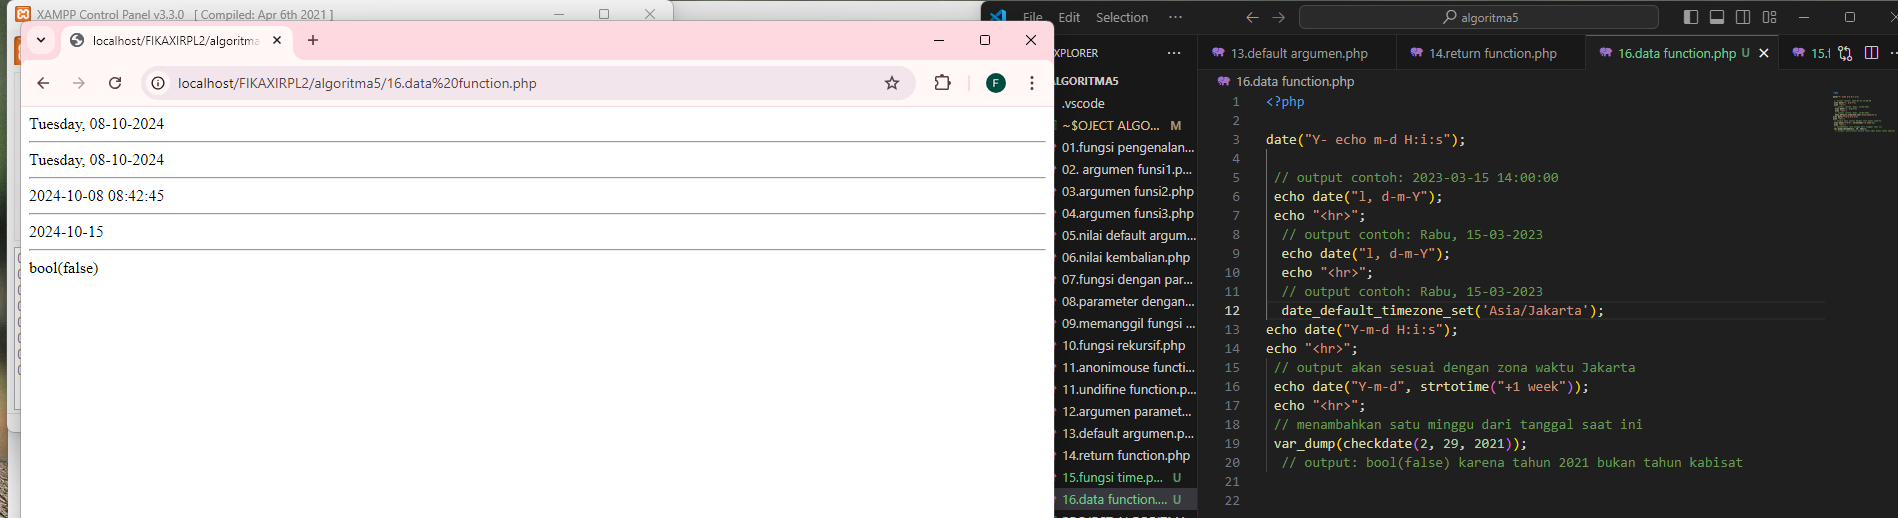 XAMPP Control Panel v3.3.0 [ Compiled: Apr 6th 2021 ]
localhost/FIKAXIRPL2/algoritma
localhost/FIKAXIRPL2/algoritma5/16.data%20function.php
F
Tuesday, 08-10-2024
Tuesday, 08-10-2024
2024-10-08 08:42:45
2024-10-15
bool(false)
File Edit Selection ···
algoritma5
XPLORER ···
ALGORITMA5
.vscode
~$OJECT ALGO... M
01.fungsi pengenalan...
02. argumen funsi1.p...
03.argumen funsi2.php
04.argumen funsi3.php
05.nilai default argum...
06.nilai kembalian.php
07.fungsi dengan par...
08.parameter dengan...
09.memanggil fungsi ...
10.fungsi rekursif.php
11.anonimouse functi...
11.undifine function.p...
12.argumen paramet...
13.default argumen.p...
14.return function.php
15.fungsi time.p... U
16.data function.... U
13.default argumen.php
14.return function.php
16.data function.php U
15.f
16.data function.php
1 <?php
2
3 date("Y- echo m-d H:i:s");
4
5 // output contoh: 2023-03-15 14:00:00
6 echo date("l, d-m-Y");
7 echo "<hr>";
8 // output contoh: Rabu, 15-03-2023
9 echo date("l, d-m-Y");
10 echo "<hr>";
11 // output contoh: Rabu, 15-03-2023
12 date_default_timezone_set('Asia/Jakarta');
13 echo date("Y-m-d H:i:s");
14 echo "<hr>";
15 // output akan sesuai dengan zona waktu Jakarta
16 echo date("Y-m-d", strtotime("+1 week"));
17 echo "<hr>";
18 // menambahkan satu minggu dari tanggal saat ini
19 var_dump(checkdate(2, 29, 2021));
20 // output: bool(false) karena tahun 2021 bukan tahun kabisat
21
22